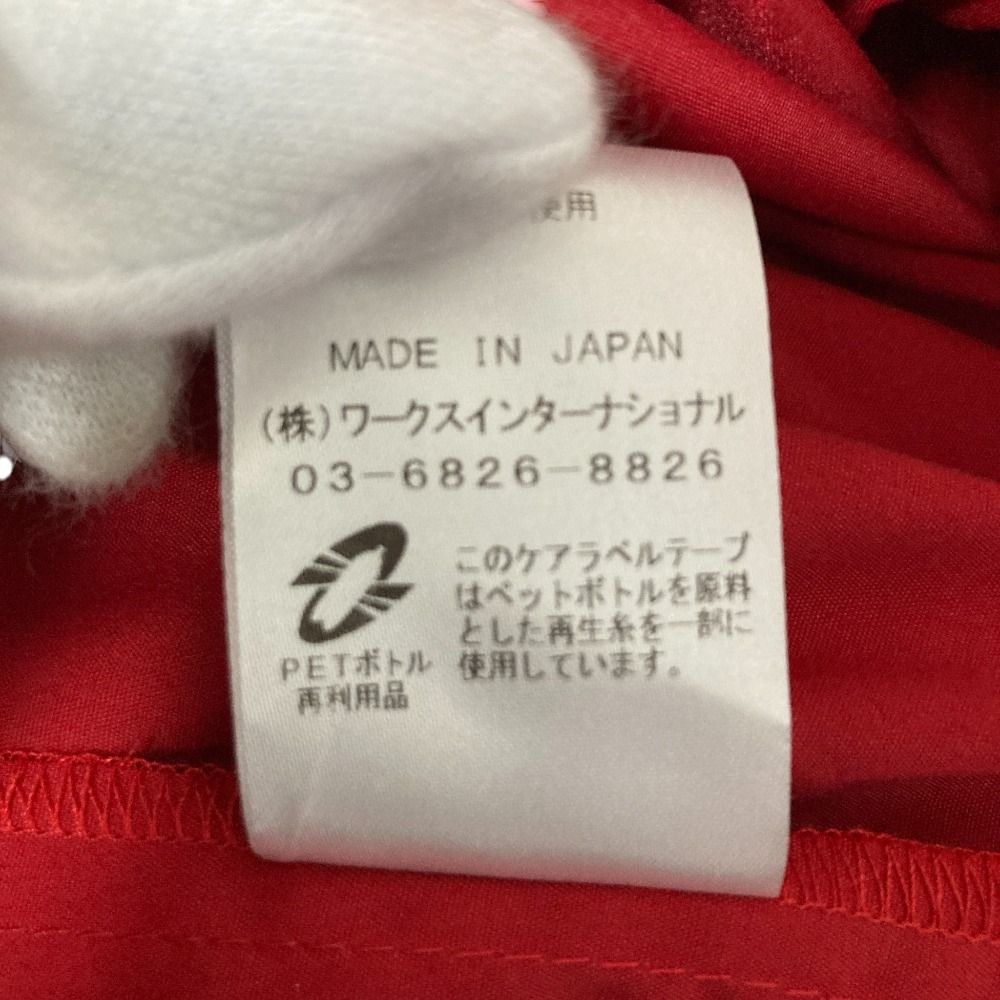 使用
MADE IN JAPAN
(株)ワークスインターナショナル
03-6826-8826
このケアラベルテープ
はペットボトルを原料
とした再生糸を一部に
使用しています。
PETボトル
再利用品